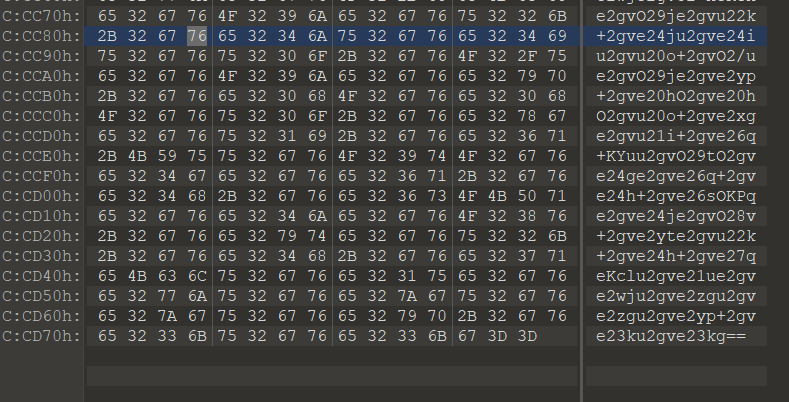 C:CC70h: 65 32 67 76 4F 32 39 6A 65 32 67 76 75 32 32 6B e2gvO29je2gvu22k
C:CC80h: 2B 32 67 76 65 32 34 6A 75 32 67 76 65 32 34 69 +2gve24ju2gve24i
C:CC90h: 75 32 67 76 75 32 30 6F 2B 32 67 76 4F 32 2F 75 u2gvu20o+2gvO2/u
C:CCA0h: 65 32 67 76 4F 32 39 6A 65 32 67 76 65 32 79 70 e2gvO29je2gve2yp
C:CCB0h: 2B 32 67 76 65 32 30 68 4F 32 67 76 65 32 30 68 +2gve20hO2gve20h
C:CCC0h: 4F 32 67 76 75 32 30 6F 2B 32 67 76 65 32 78 67 O2gvu20o+2gve2xg
C:CCD0h: 65 32 67 76 75 32 31 69 2B 32 67 76 65 32 36 71 e2gvu21i+2gve26q
C:CCE0h: 2B 4B 59 75 75 32 67 76 4F 32 39 74 4F 32 67 76 +KYuu2gvO29tO2gv
C:CCF0h: 65 32 34 67 65 32 67 76 65 32 36 71 2B 32 67 76 e24ge2gve26q+2gv
C:CD00h: 65 32 34 68 2B 32 67 76 65 32 36 73 4F 4B 50 71 e24h+2gve26sOKPq
C:CD10h: 65 32 67 76 65 32 34 6A 65 32 67 76 4F 32 38 76 e2gve24je2gvO28v
C:CD20h: 2B 32 67 76 65 32 79 74 65 32 67 76 75 32 32 6B +2gve2yte2gvu22k
C:CD30h: 2B 32 67 76 65 32 34 68 2B 32 67 76 65 32 37 71 +2gve24h+2gve27q
C:CD40h: 65 4B 63 6C 75 32 67 76 65 32 31 75 65 32 67 76 eKclu2gve21ue2gv
C:CD50h: 65 32 77 6A 75 32 67 76 65 32 7A 67 75 32 67 76 e2wju2gve2zgu2gv
C:CD60h: 65 32 7A 67 75 32 67 76 65 32 79 70 2B 32 67 76 e2zgu2gve2yp+2gv
C:CD70h: 65 32 33 6B 75 32 67 76 65 32 33 6B 67 3D 3D e23ku2gve23kg==